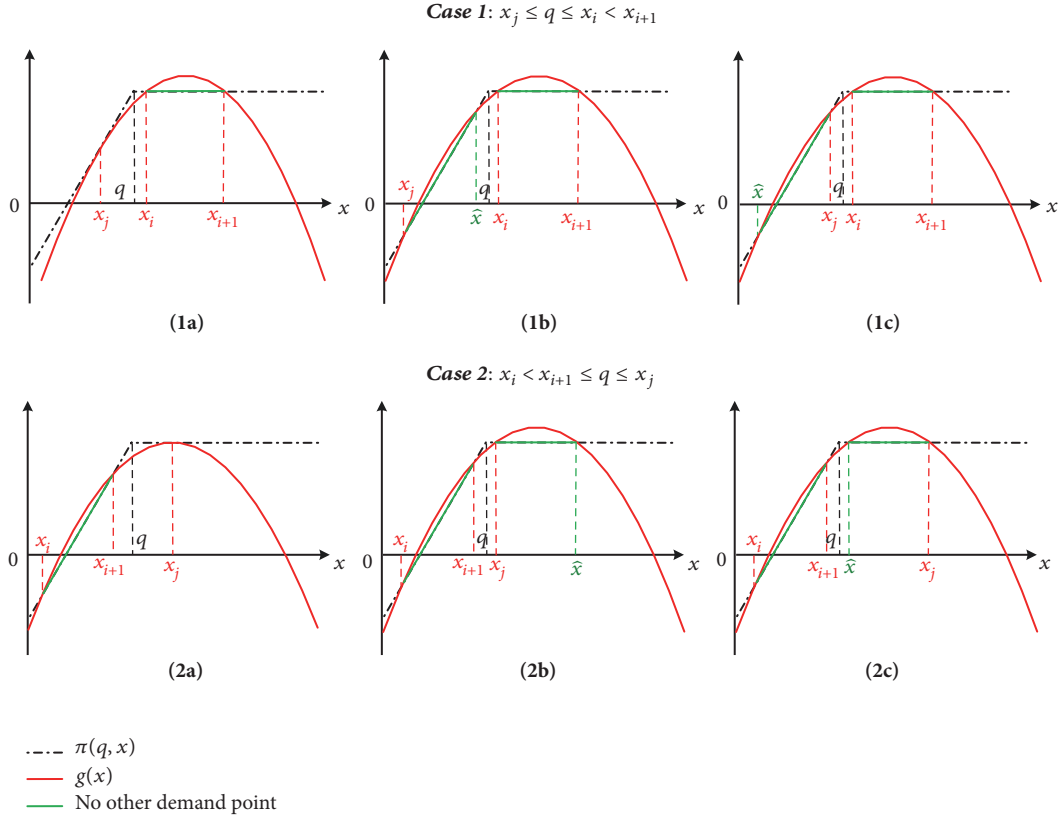 Case 1: x_j ≤ q ≤ x_i < x_{i+1}
0 x_j q x_i x_{i+1} x
(1a)
0 x_j x̂ q x_i x_{i+1} x
(1b)
0 x̂ q x_j x_i x_{i+1} x
(1c)
Case 2: x_i < x_{i+1} ≤ q ≤ x_j
0 x_i x_{i+1} q x_j x
(2a)
0 x_i x_{i+1} q x_j x̂ x
(2b)
0 x_i x_{i+1} q x̂ x_j x
(2c)
π(q, x)
g(x)
No other demand point